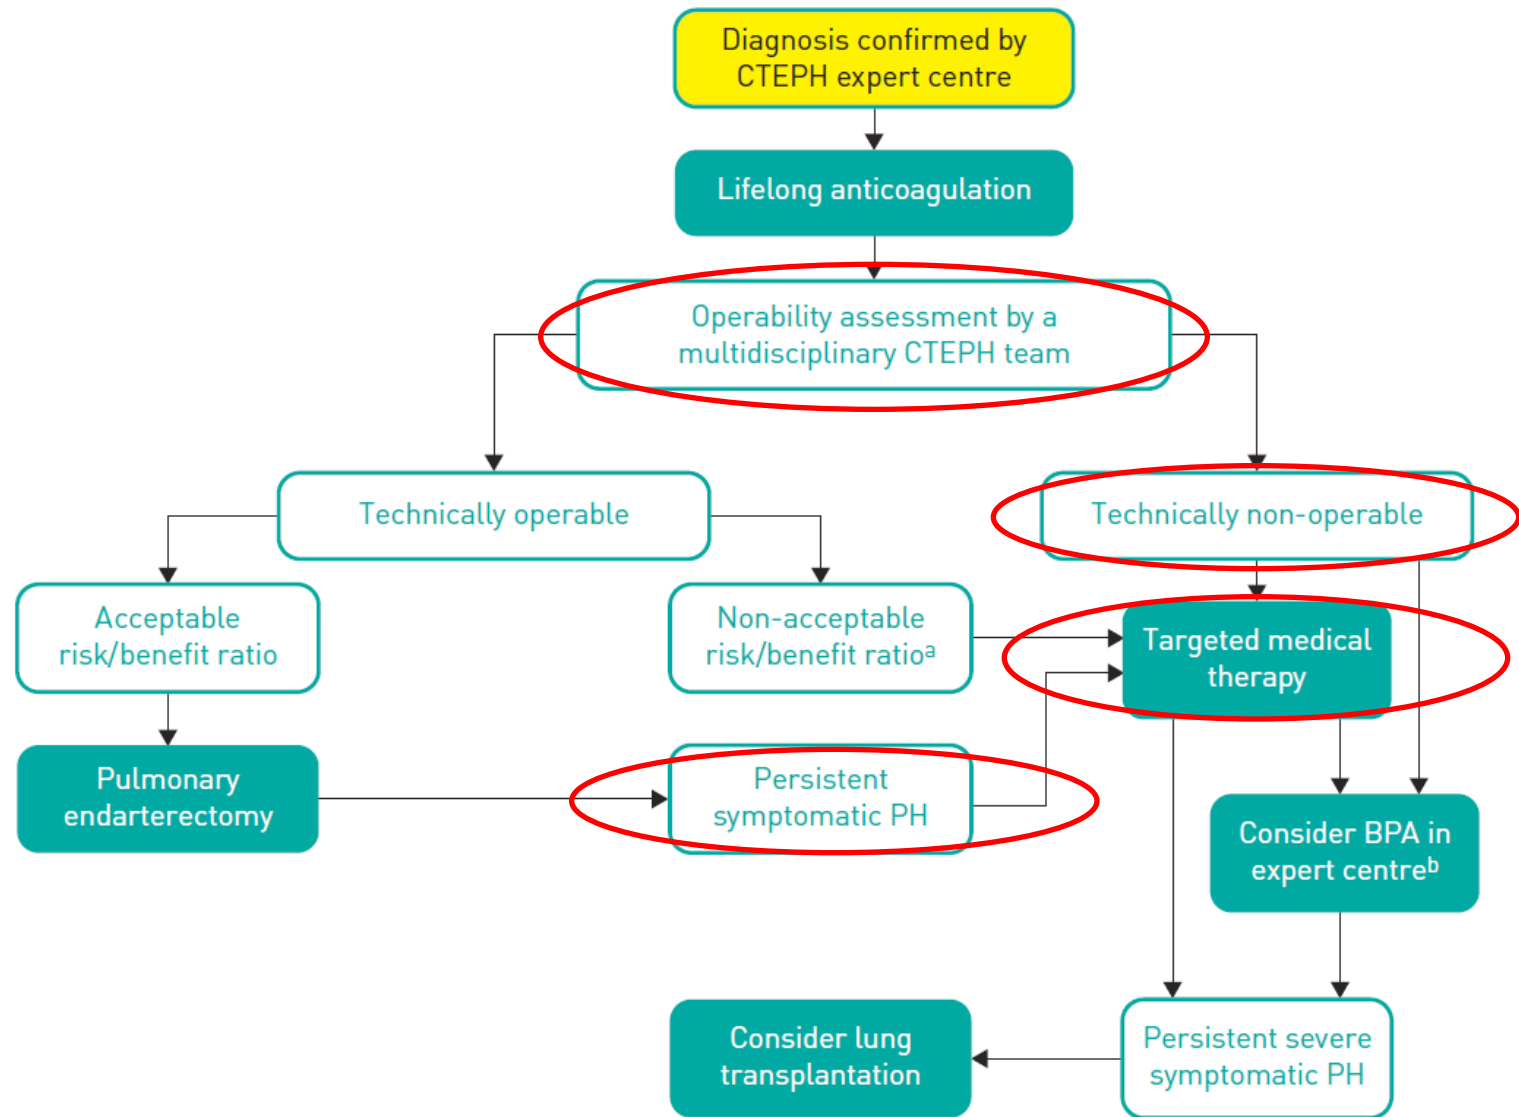 Diagnosis confirmed by
CTEPH expert centre
Lifelong anticoagulation
Operability assessment by a
multidisciplinary CTEPH team
Technically operable
Technically non-operable
Acceptable
risk/benefit ratio
Non-acceptable
risk/benefit ratioᵃ
Targeted medical
therapy
Pulmonary
endarterectomy
Persistent
symptomatic PH
Consider BPA in
expert centreᵇ
Consider lung
transplantation
Persistent severe
symptomatic PH